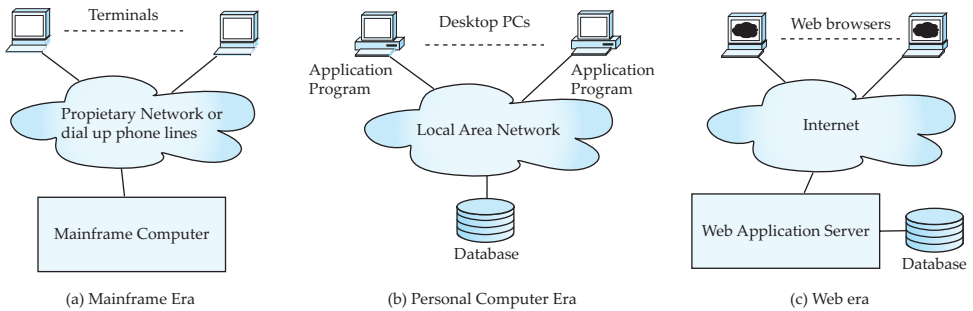 Terminals
Propietary Network or
dial up phone lines
Mainframe Computer
(a) Mainframe Era
Desktop PCs
Application
Program
Application
Program
Local Area Network
Database
(b) Personal Computer Era
Web browsers
Internet
Web Application Server
Database
(c) Web era